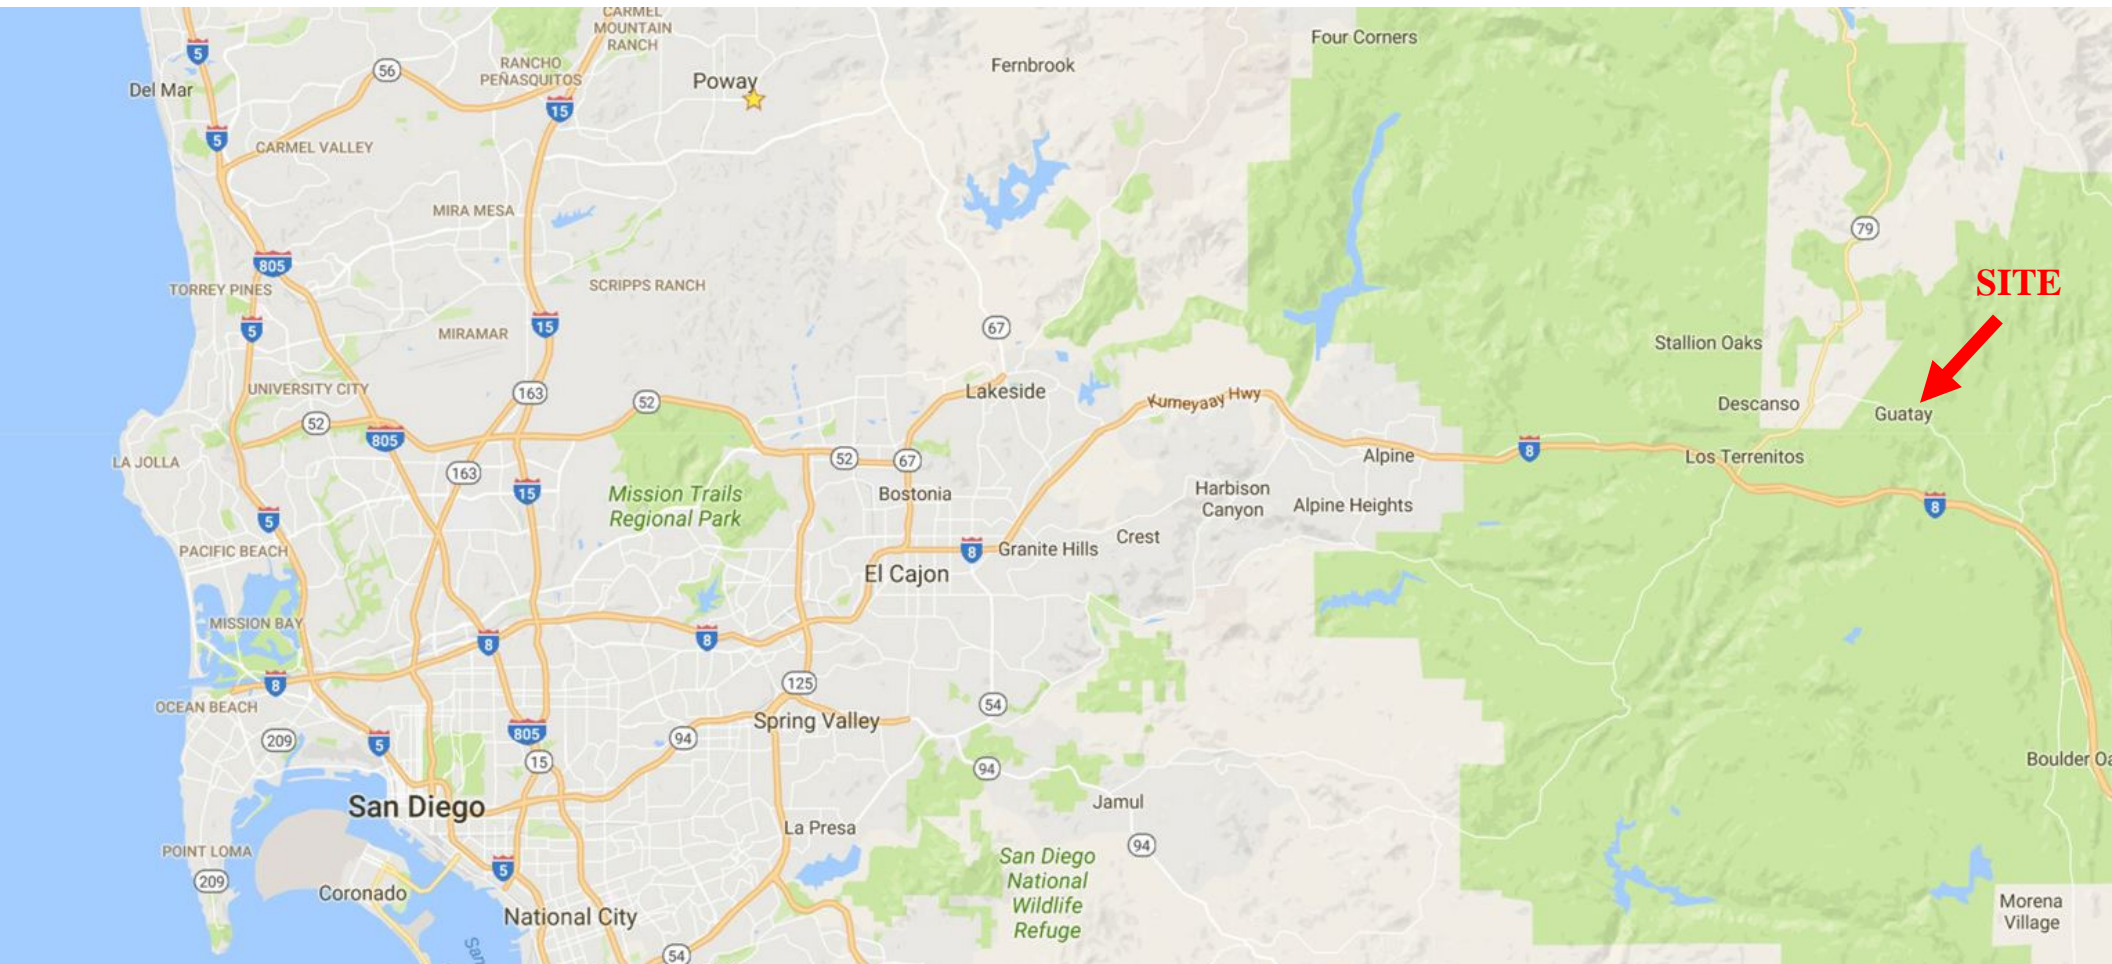 CARMEL
MOUNTAIN
RANCH
Four Corners
5
RANCHO
PEÑASQUITOS
Fernbrook
56
Poway
Del Mar
15
5
CARMEL VALLEY
MIRA MESA
79
805
SITE
TORREY PINES
SCRIPPS RANCH
5
15
67
MIRAMAR
Stallion Oaks
UNIVERSITY CITY
163
52
Lakeside
Kumeyaay Hwy
Descanso
Guatay
52
805
LA JOLLA
163
52
67
Alpine
8
Los Terrenitos
15
Mission Trails
Regional Park
Bostonia
Harbison
Canyon
Alpine Heights
8
5
PACIFIC BEACH
8
Granite Hills
Crest
El Cajon
MISSION BAY
8
8
8
125
OCEAN BEACH
54
Spring Valley
209
5
805
94
15
94
Boulder Oa
San Diego
Jamul
La Presa
94
POINT LOMA
5
San Diego
National
Wildlife
Refuge
209
Coronado
National City
Morena
Village
San
54